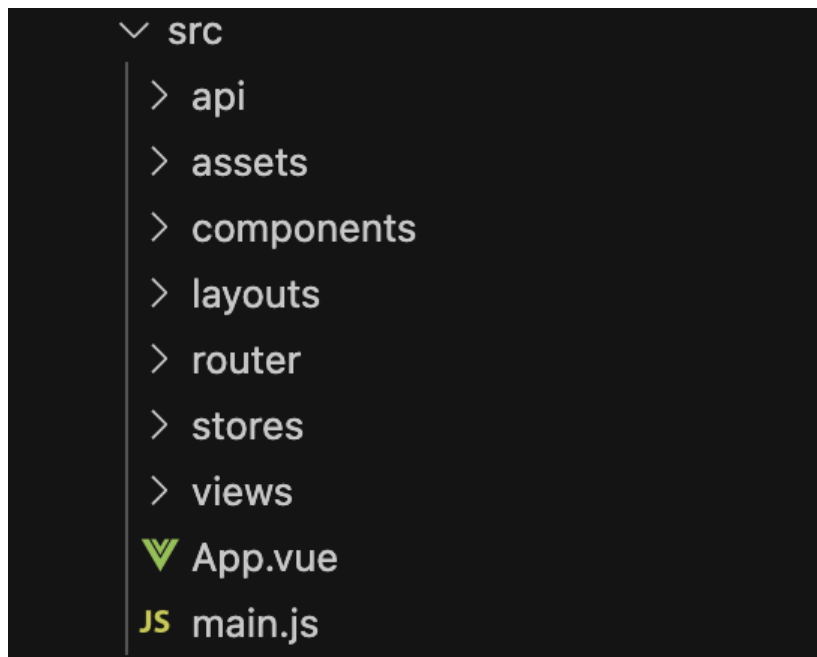 src
api
assets
components
layouts
router
stores
views
App.vue
JS main.js